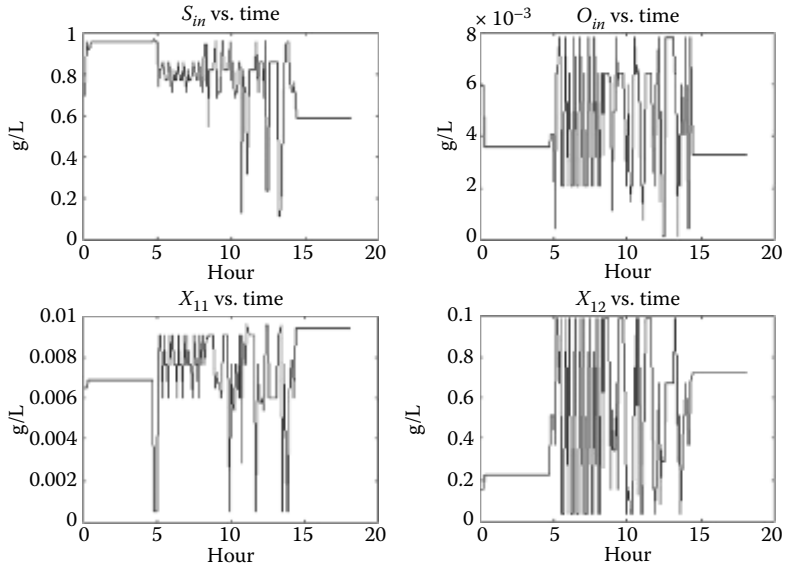 S_in vs. time
1
0.8
0.6
0.4
0.2
0
g/L
0 5 10 15 20
Hour
O_in vs. time
× 10⁻³
8
6
4
2
0
g/L
0 5 10 15 20
Hour
X_11 vs. time
0.01
0.008
0.006
0.004
0.002
0
g/L
0 5 10 15 20
Hour
X_12 vs. time
0.1
0.8
0.6
0.4
0.2
0
g/L
0 5 10 15 20
Hour